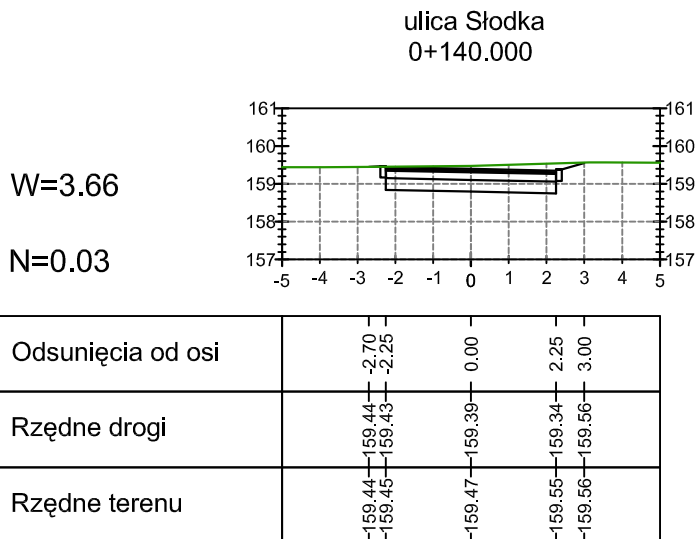 ulica Słodka
0+140.000
161 161
160 160
W=3.66
159 159
158 158
N=0.03
157 157
-5 -4 -3 -2 -1 0 1 2 3 4 5
Odsunięcia od osi -2.70 -2.25 0.00 2.25 3.00
Rzędne drogi 159.44 159.43 159.39 159.34 159.56
Rzędne terenu 159.44 159.45 159.47 159.55 159.56